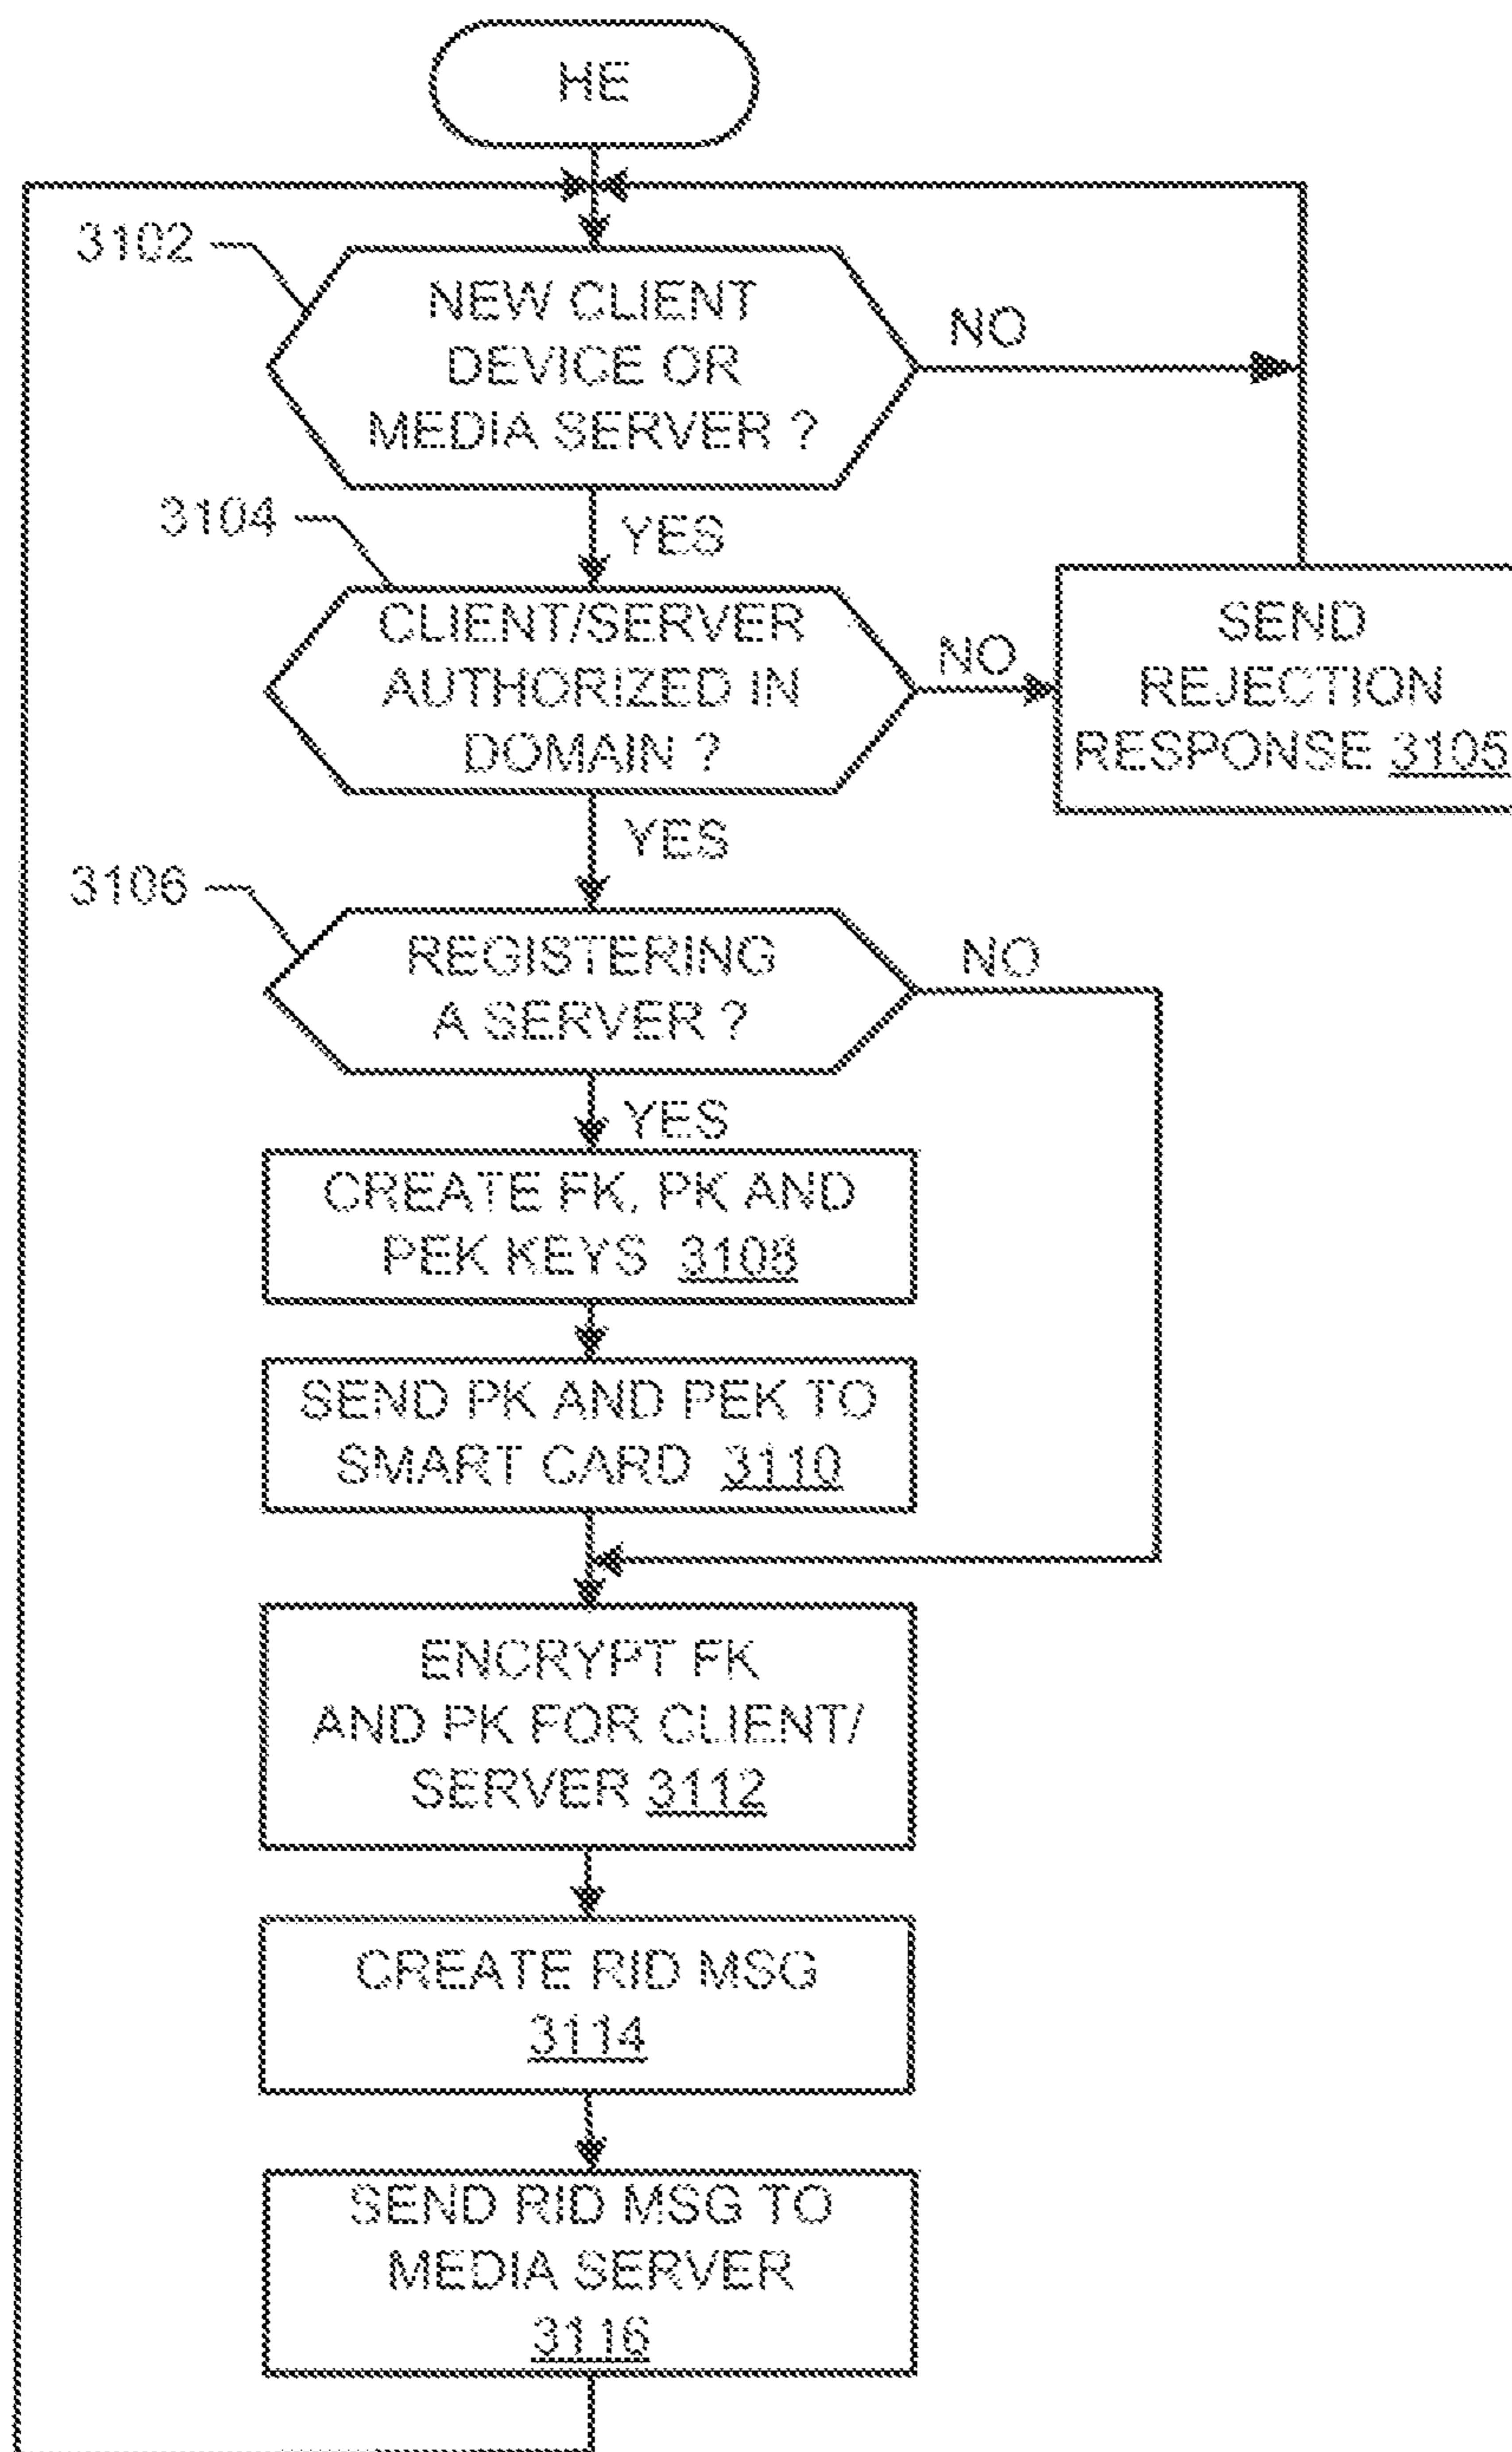 HE
3102
NEW CLIENT
DEVICE OR
MEDIA SERVER ?
NO
YES
3104
CLIENT/SERVER
AUTHORIZED IN
DOMAIN ?
NO
SEND
REJECTION
RESPONSE 3105
YES
3106
REGISTERING
A SERVER ?
NO
YES
CREATE FK, PK AND
PEK KEYS 3108
SEND PK AND PEK TO
SMART CARD 3110
ENCRYPT FK
AND PK FOR CLIENT/
SERVER 3112
CREATE RID MSG
3114
SEND RID MSG TO
MEDIA SERVER
3116